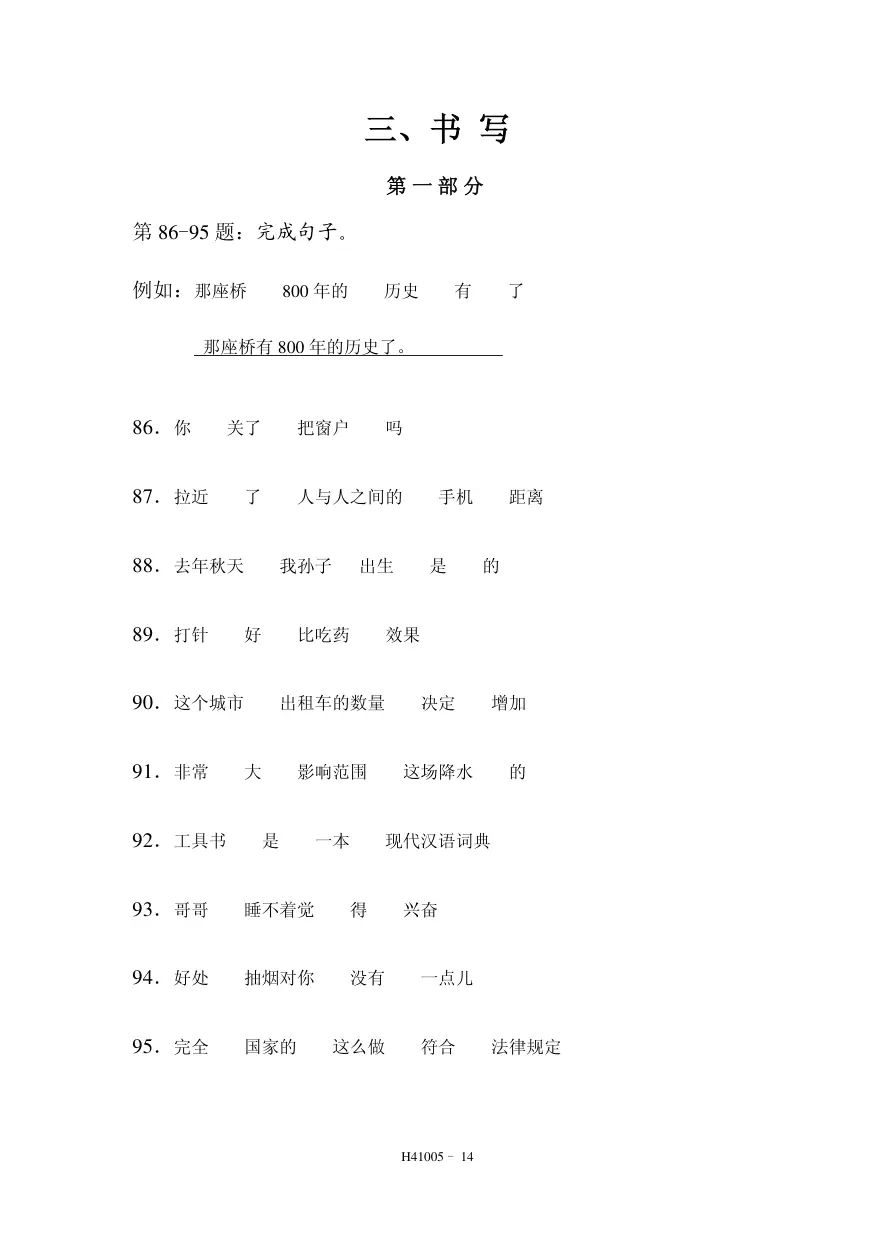 三、书 写
第 一 部 分
第 86-95 题：完成句子。
例如：那座桥 800 年的 历史 有 了
那座桥有 800 年的历史了。
86．你 关了 把窗户 吗
87．拉近 了 人与人之间的 手机 距离
88．去年秋天 我孙子 出生 是 的
89．打针 好 比吃药 效果
90．这个城市 出租车的数量 决定 增加
91．非常 大 影响范围 这场降水 的
92．工具书 是 一本 现代汉语词典
93．哥哥 睡不着觉 得 兴奋
94．好处 抽烟对你 没有 一点儿
95．完全 国家的 这么做 符合 法律规定
H41005﹣ 14